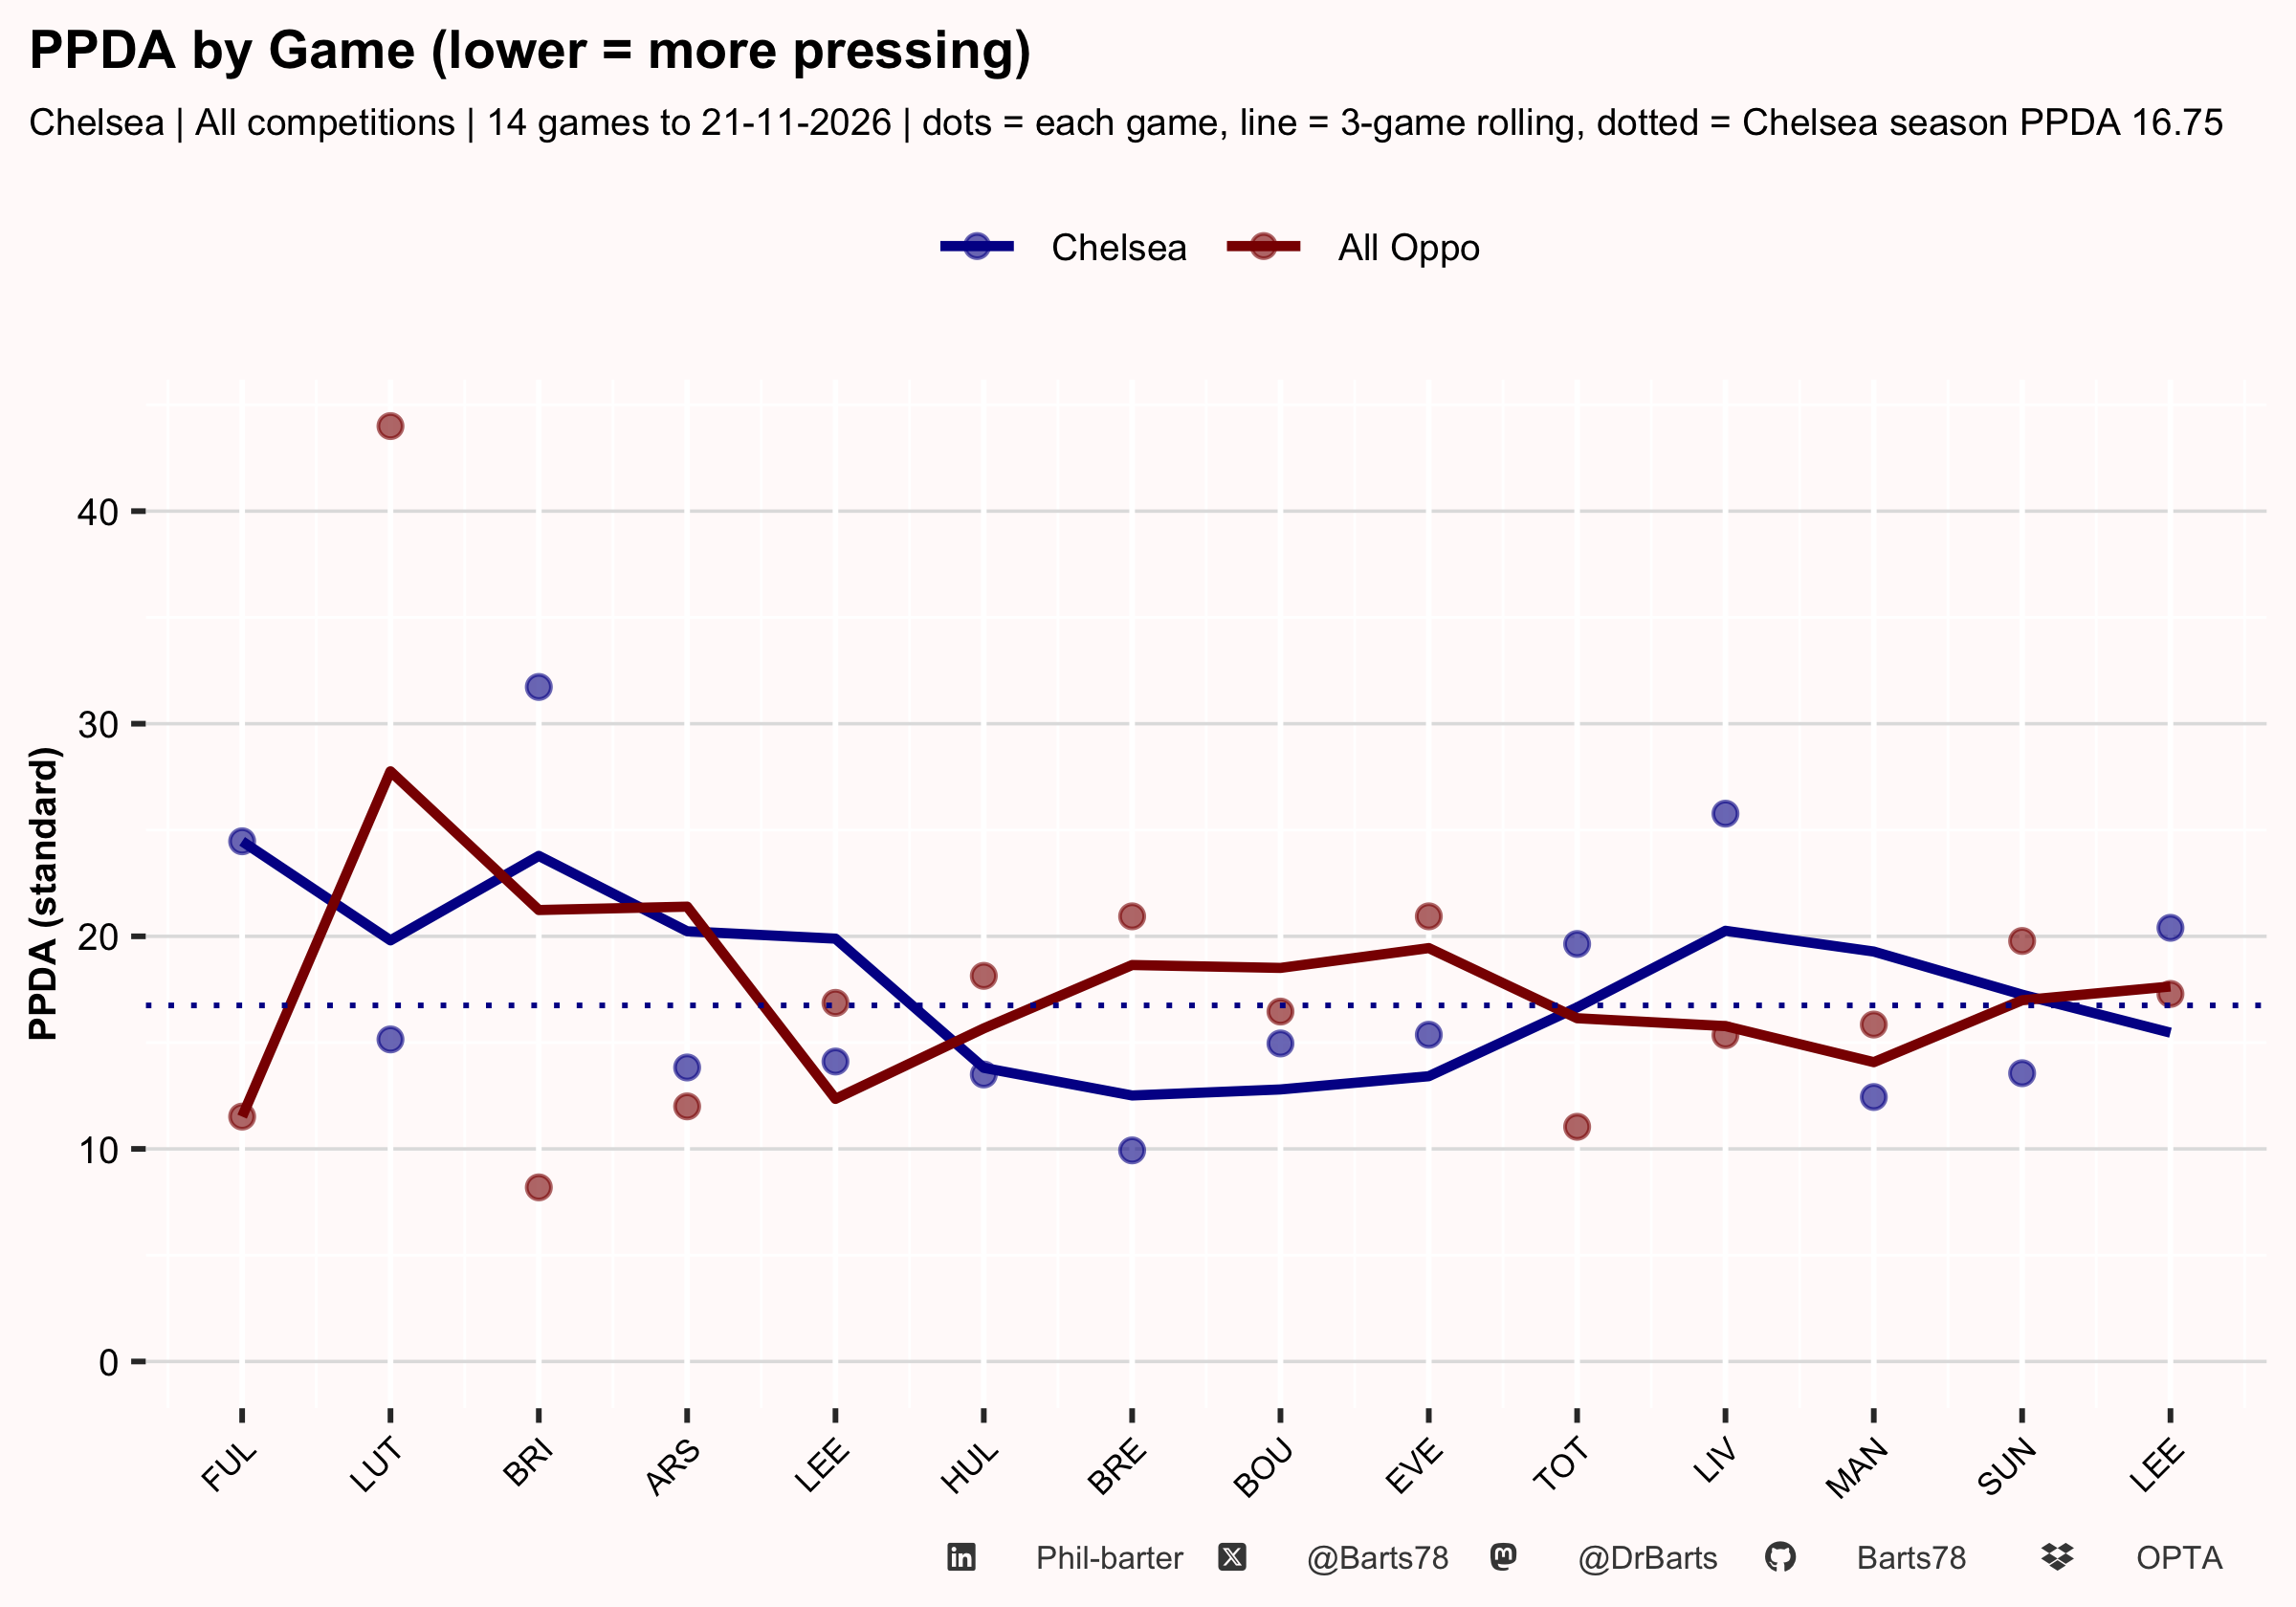 PPDA by Game (lower = more pressing)
Chelsea | All competitions | 14 games to 21-11-2026 | dots = each game, line = 3-game rolling, dotted = Chelsea season PPDA 16.75
Chelsea All Oppo
PPDA (standard)
40
30
20
10
0
FUL LUT BRI ARS LEE HUL BRE BOU EVE TOT LIV MAN SUN LEE
Phil-barter @Barts78 @DrBarts Barts78 OPTA